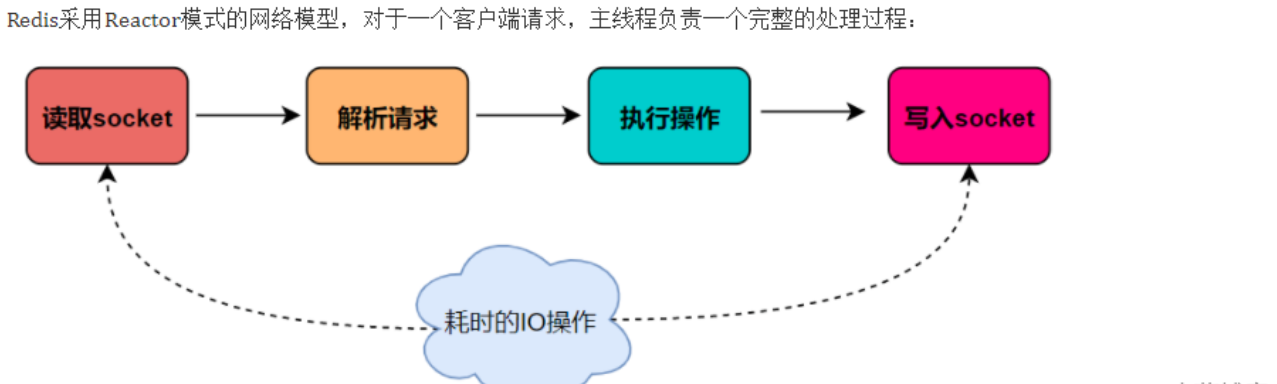 Redis采用Reactor模式的网络模型，对于一个客户端请求，主线程负责一个完整的处理过程：
读取socket
解析请求
执行操作
写入socket
耗时的IO操作